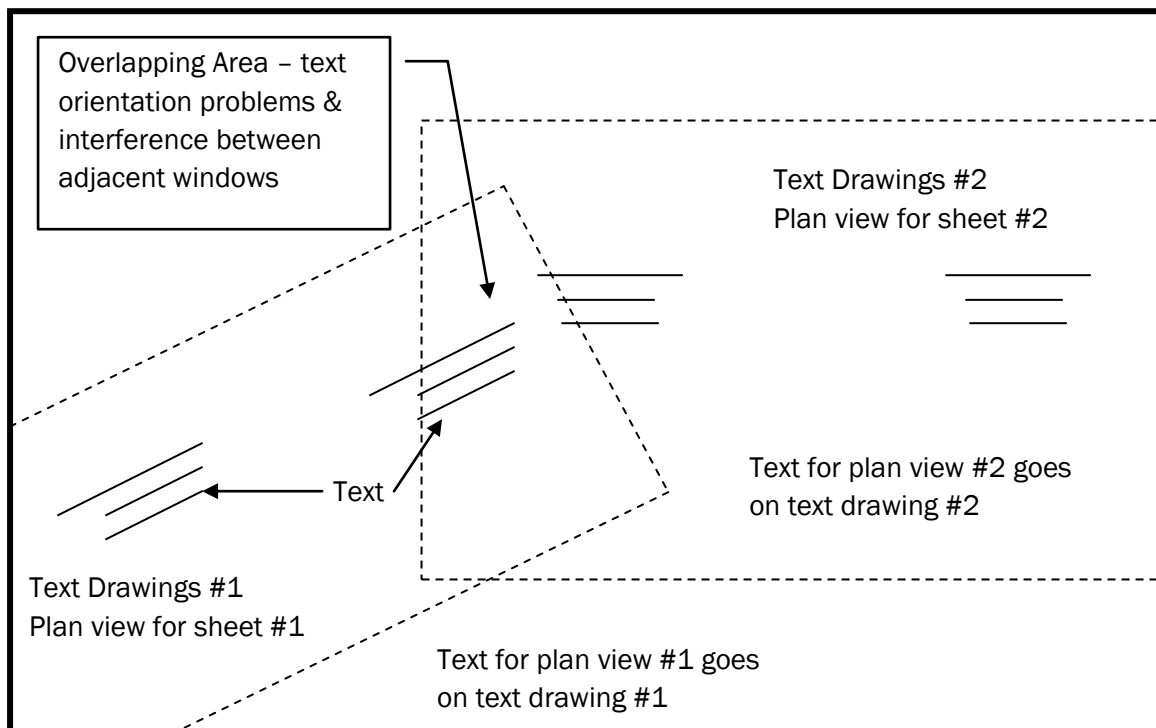 Overlapping Area – text
orientation problems &
interference between
adjacent windows
Text Drawings #2
Plan view for sheet #2
Text for plan view #2 goes
on text drawing #2
Text
Text Drawings #1
Plan view for sheet #1
Text for plan view #1 goes
on text drawing #1